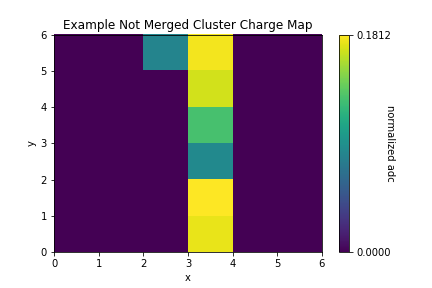 Example Not Merged Cluster Charge Map
6
5
4
3
2
1
0
y
0 1 2 3 4 5 6
x
0.1812
0.0000
normalized adc